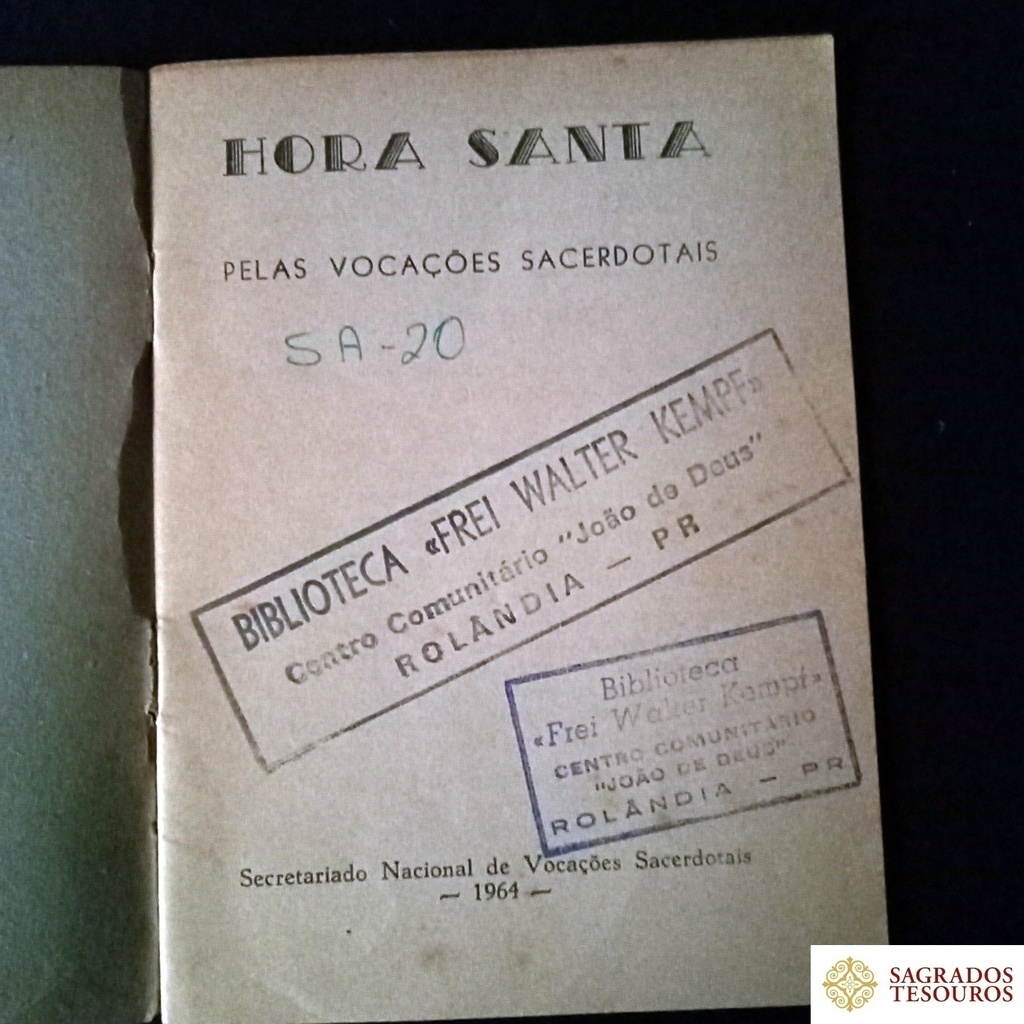 HORA SANTA
PELAS VOCAÇÕES SACERDOTAIS
SA-20
BIBLIOTECA «FREI WALTER KEMPF»
Centro Comunitário "João de Deus"
ROLÂNDIA — PR
Biblioteca
«Frei Walter Kempf»
CENTRO COMUNITÁRIO
"JOÃO DE DEUS"
ROLÂNDIA — PR
Secretariado Nacional de Vocações Sacerdotais
— 1964 —
SAGRADOS
TESOUROS